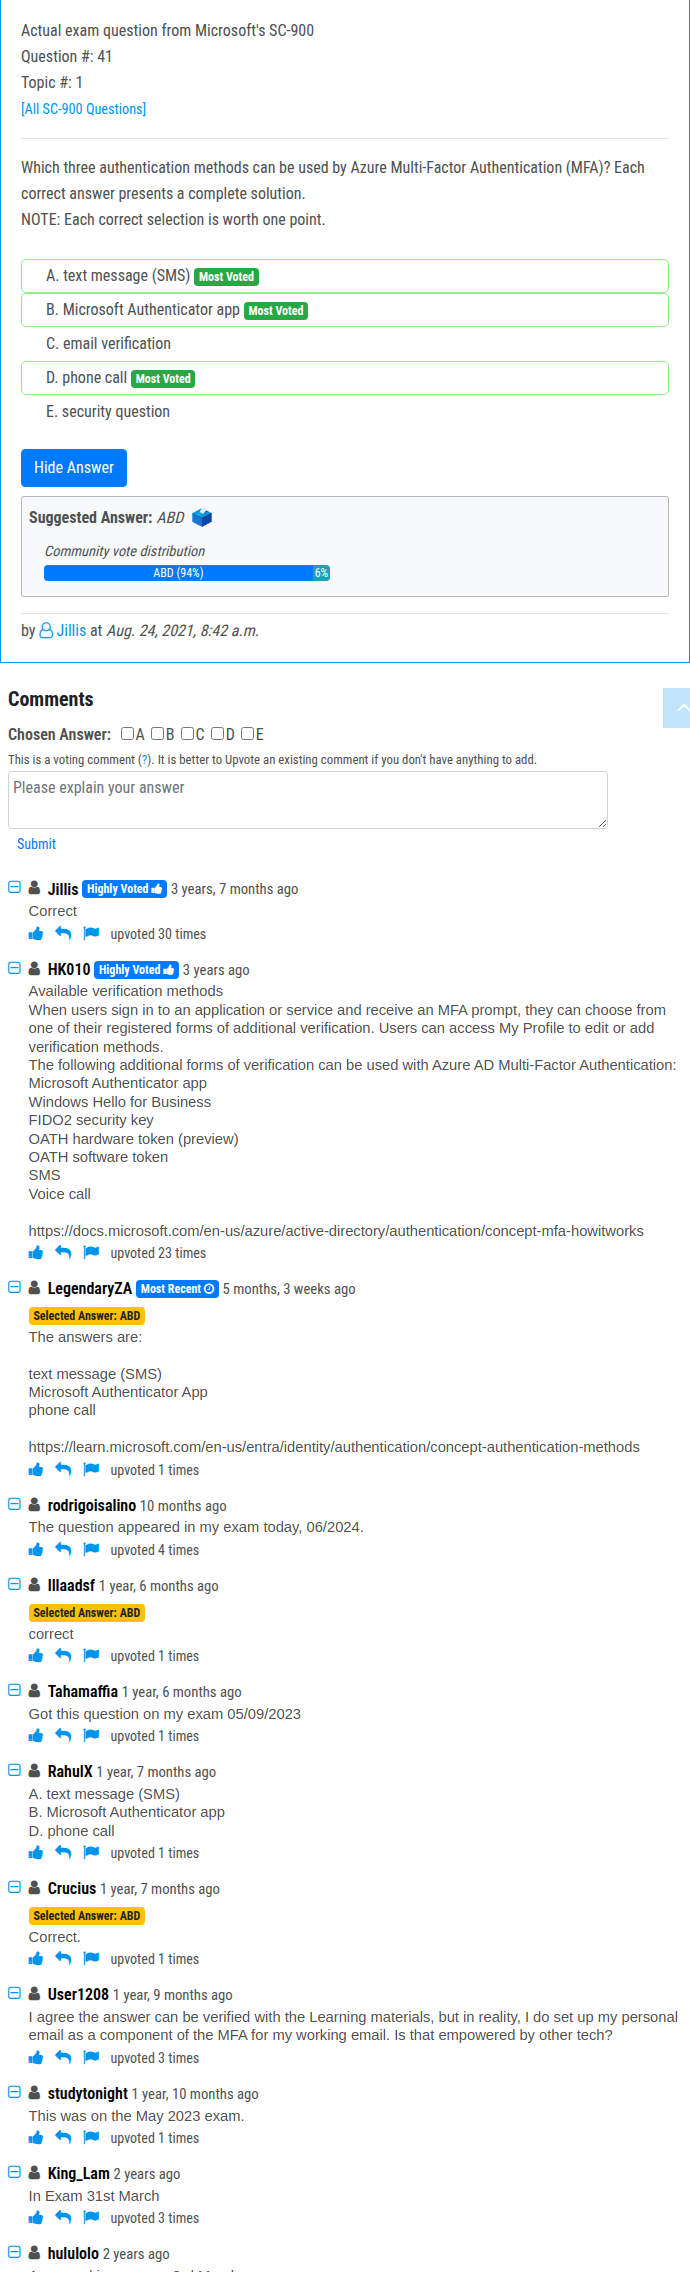 Actual exam question from Microsoft's SC-900
Question #: 41
Topic #: 1
[All SC-900 Questions]
Which three authentication methods can be used by Azure Multi-Factor Authentication (MFA)? Each
correct answer presents a complete solution.
NOTE: Each correct selection is worth one point.
A. text message (SMS) Most Voted
B. Microsoft Authenticator app Most Voted
C. email verification
D. phone call Most Voted
E. security question
Hide Answer
Suggested Answer: ABD
Community vote distribution
ABD (94%) 6%
by Jillis at Aug. 24, 2021, 8:42 a.m.
Comments
Chosen Answer: A B C D E
This is a voting comment (?). It is better to Upvote an existing comment if you don't have anything to add.
Please explain your answer
Submit
Jillis Highly Voted 3 years, 7 months ago
Correct
upvoted 30 times
HK010 Highly Voted 3 years ago
Available verification methods
When users sign in to an application or service and receive an MFA prompt, they can choose from
one of their registered forms of additional verification. Users can access My Profile to edit or add
verification methods.
The following additional forms of verification can be used with Azure AD Multi-Factor Authentication:
Microsoft Authenticator app
Windows Hello for Business
FIDO2 security key
OATH hardware token (preview)
OATH software token
SMS
Voice call
https://docs.microsoft.com/en-us/azure/active-directory/authentication/concept-mfa-howitworks
upvoted 23 times
LegendaryZA Most Recent 5 months, 3 weeks ago
Selected Answer: ABD
The answers are:
text message (SMS)
Microsoft Authenticator App
phone call
https://learn.microsoft.com/en-us/entra/identity/authentication/concept-authentication-methods
upvoted 1 times
rodrigoisalino 10 months ago
The question appeared in my exam today, 06/2024.
upvoted 4 times
Illaadsf 1 year, 6 months ago
Selected Answer: ABD
correct
upvoted 1 times
Tahamaffia 1 year, 6 months ago
Got this question on my exam 05/09/2023
upvoted 1 times
RahulX 1 year, 7 months ago
A. text message (SMS)
B. Microsoft Authenticator app
D. phone call
upvoted 1 times
Crucius 1 year, 7 months ago
Selected Answer: ABD
Correct.
upvoted 1 times
User1208 1 year, 9 months ago
I agree the answer can be verified with the Learning materials, but in reality, I do set up my personal
email as a component of the MFA for my working email. Is that empowered by other tech?
upvoted 3 times
studytonight 1 year, 10 months ago
This was on the May 2023 exam.
upvoted 1 times
King_Lam 2 years ago
In Exam 31st March
upvoted 3 times
hululolo 2 years ago